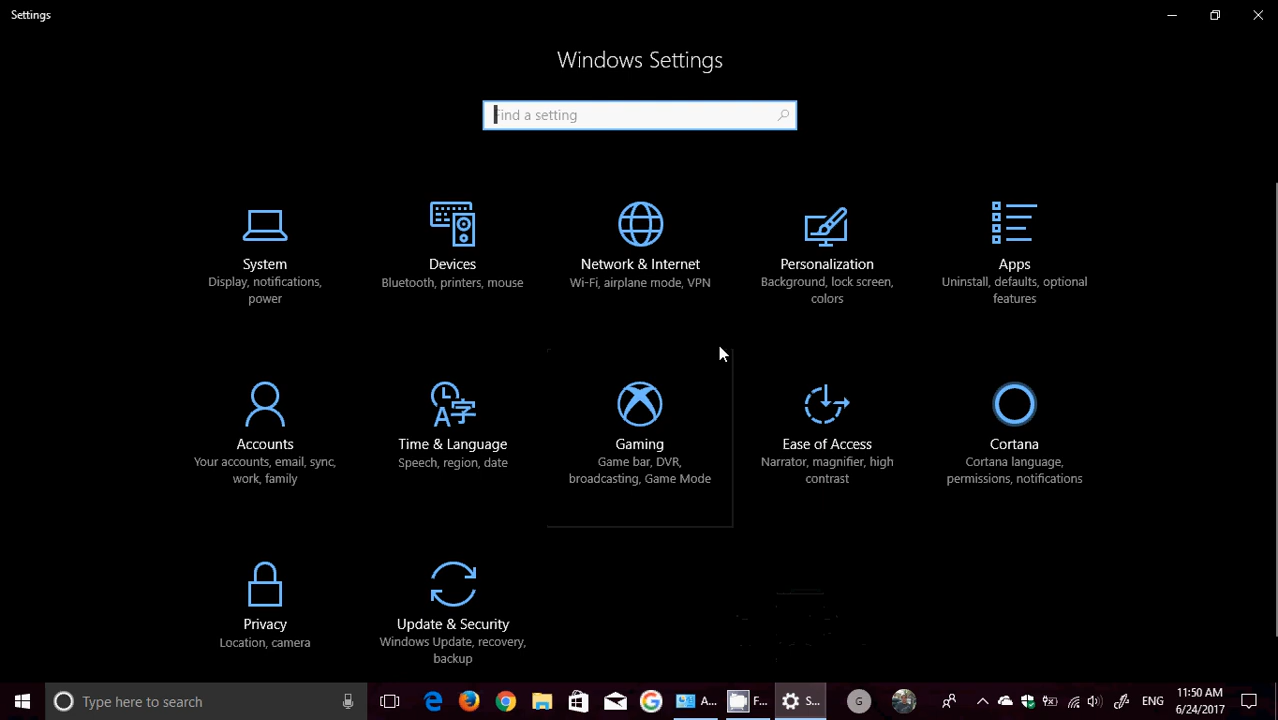 Settings
Windows Settings
Find a setting
System
Display, notifications,
power
Devices
Bluetooth, printers, mouse
Network & Internet
Wi-Fi, airplane mode, VPN
Personalization
Background, lock screen,
colors
Apps
Uninstall, defaults, optional
features
Accounts
Your accounts, email, sync,
work, family
Time & Language
Speech, region, date
Gaming
Game bar, DVR,
broadcasting, Game Mode
Ease of Access
Narrator, magnifier, high
contrast
Cortana
Cortana language,
permissions, notifications
Privacy
Location, camera
Update & Security
Windows Update, recovery,
backup
Type here to search
A...
F...
S...
G
ENG
11:50 AM
6/24/2017